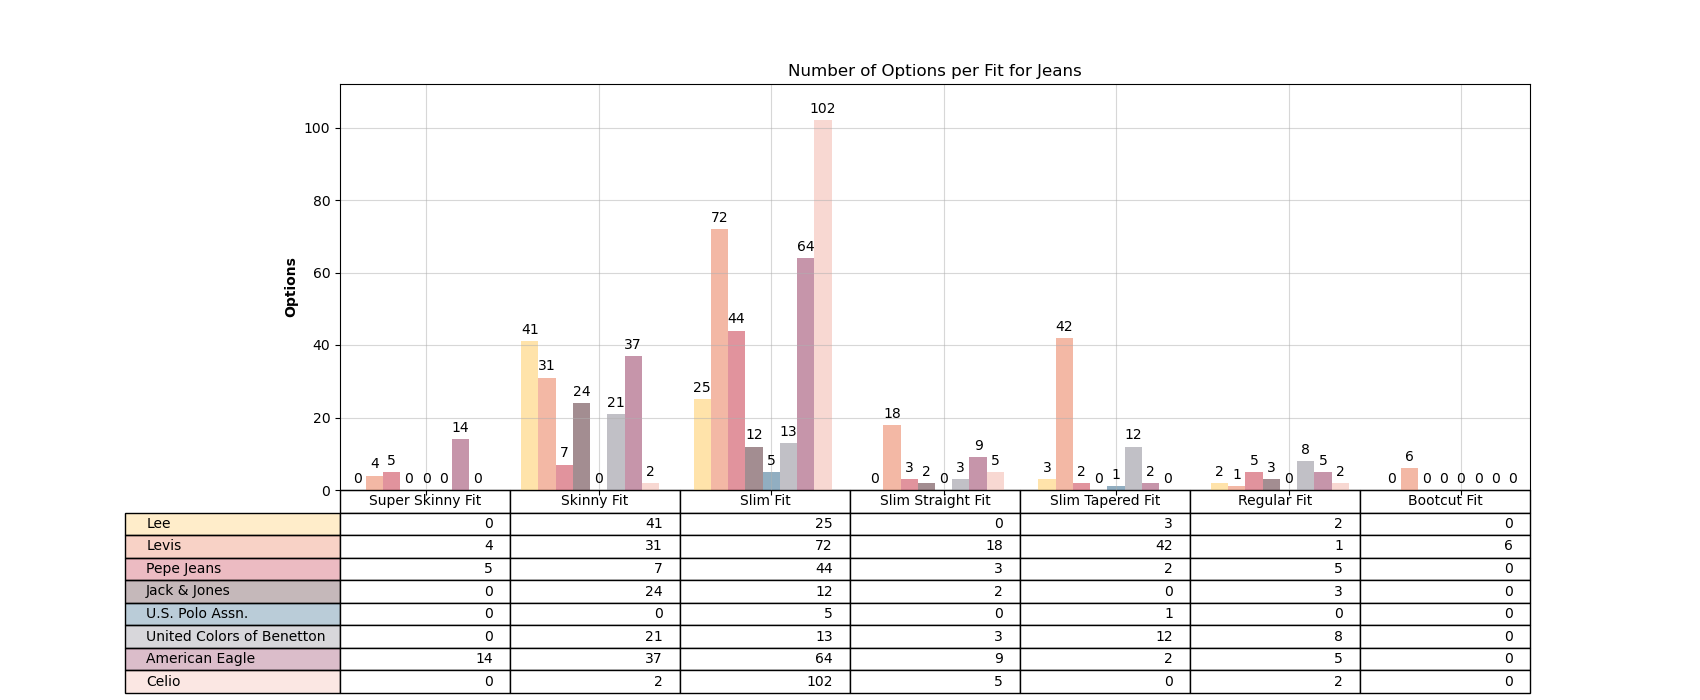 Number of Options per Fit for Jeans
102
100
80
72
64
60
Options
44
41
42
40
37
31
25
24
21
20
18
14
12 13
12
0 4 5 0 0 0 0
7 0 2
5
0 3 2 0 3 9 5
3 2 0 1 2 0
2 1 5 3 0 8 5 2
0 6 0 0 0 0 0 0
0
Super Skinny Fit Skinny Fit Slim Fit Slim Straight Fit Slim Tapered Fit Regular Fit Bootcut Fit
Lee 0 41 25 0 3 2 0
Levis 4 31 72 18 42 1 6
Pepe Jeans 5 7 44 3 2 5 0
Jack & Jones 0 24 12 2 0 3 0
U.S. Polo Assn. 0 0 5 0 1 0 0
United Colors of Benetton 0 21 13 3 12 8 0
American Eagle 14 37 64 9 2 5 0
Celio 0 2 102 5 0 2 0